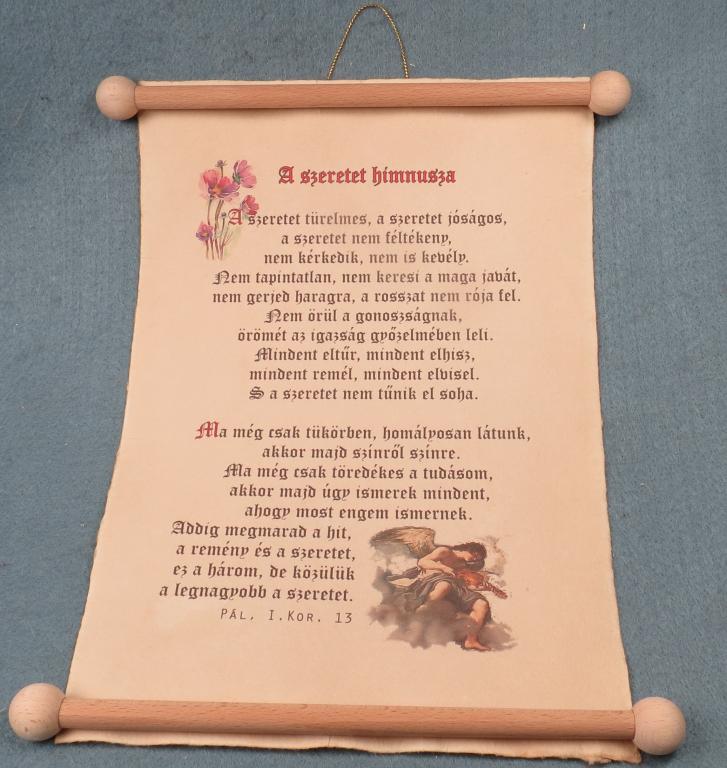 A szeretet himnusza
A szeretet türelmes, a szeretet jóságos,
a szeretet nem féltékeny,
nem kérkedik, nem is kevély.
Nem tapintatlan, nem keresi a maga javát,
nem gerjed haragra, a rosszat nem rója fel.
Nem örül a gonoszságnak,
örömét az igazság győzelmében leli.
Mindent eltűr, mindent elhisz,
mindent remél, mindent elvisel.
S a szeretet nem tűnik el soha.
Ma még csak tükörben, homályosan látunk,
akkor majd színről színre.
Ma még csak töredékes a tudásom,
akkor majd úgy ismerek mindent,
ahogy most engem ismernek.
Addig megmarad a hit,
a remény és a szeretet,
ez a három, de közülük
a legnagyobb a szeretet.
Pál, I.Kor. 13